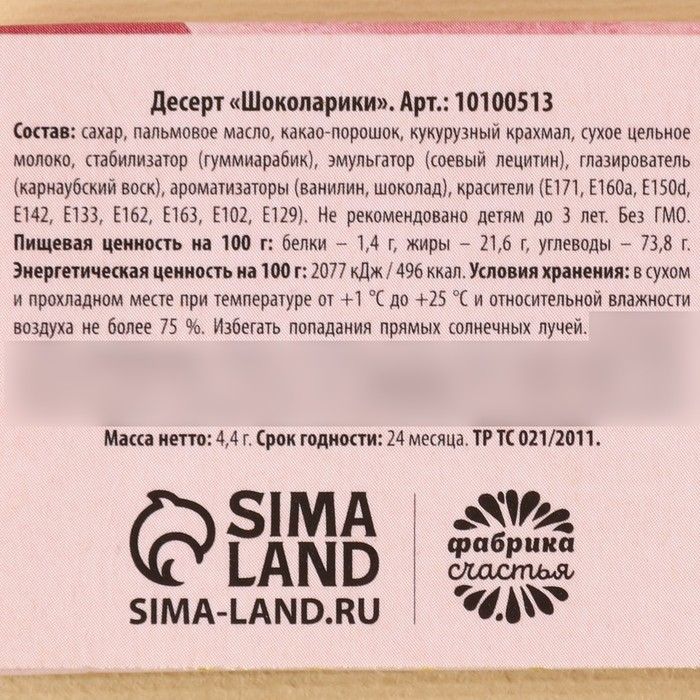 Десерт «Шоколарики». Арт.: 10100513
Состав: сахар, пальмовое масло, какао-порошок, кукурузный крахмал, сухое цельное
молоко, стабилизатор (гуммиарабик), эмульгатор (соевый лецитин), глазирователь
(карнаубский воск), ароматизаторы (ванилин, шоколад), красители (Е171, Е160а, Е150d,
Е142, Е133, Е162, Е163, Е102, Е129). Не рекомендовано детям до 3 лет. Без ГМО.
Пищевая ценность на 100 г: белки – 1,4 г, жиры – 21,6 г, углеводы – 73,8 г.
Энергетическая ценность на 100 г: 2077 кДж / 496 ккал. Условия хранения: в сухом
и прохладном месте при температуре от +1 °С до +25 °С и относительной влажности
воздуха не более 75 %. Избегать попадания прямых солнечных лучей.
Масса нетто: 4,4 г. Срок годности: 24 месяца. ТР ТС 021/2011.
SIMA
LAND
SIMA-LAND.RU
фабрика
счастья